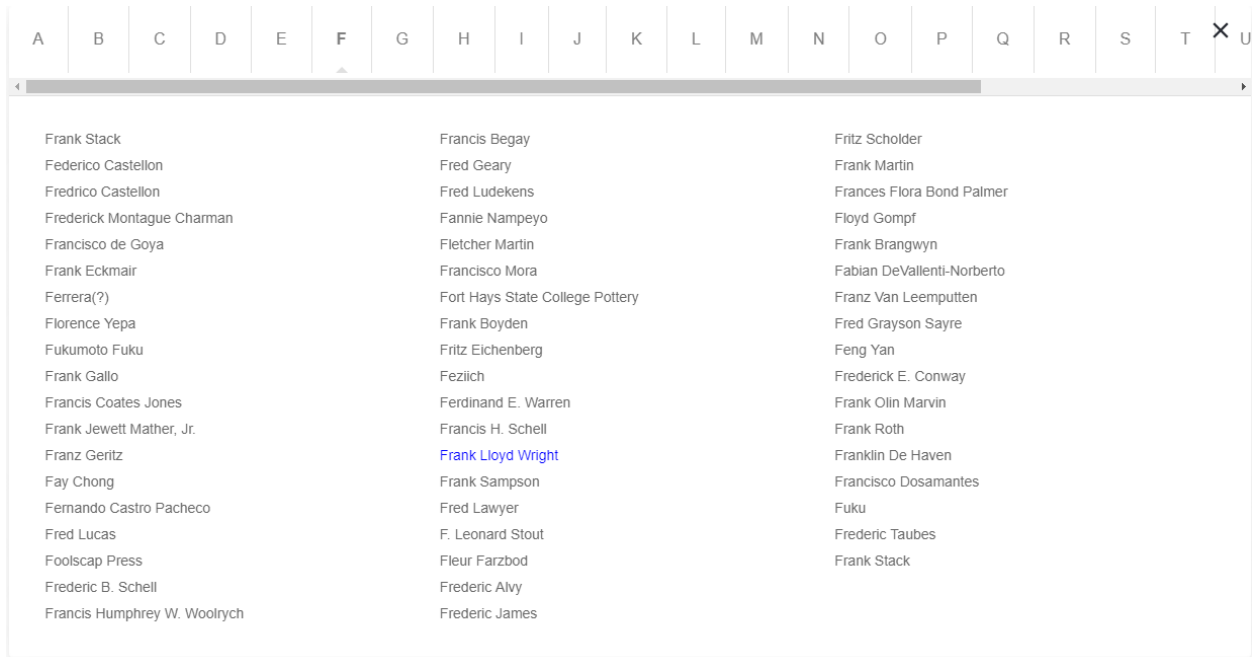 A B C D E F G H I J K L M N O P Q R S T × U
Frank Stack
Federico Castellon
Fredrico Castellon
Frederick Montague Charman
Francisco de Goya
Frank Eckmair
Ferrera(?)
Florence Yepa
Fukumoto Fuku
Frank Gallo
Francis Coates Jones
Frank Jewett Mather, Jr.
Franz Geritz
Fay Chong
Fernando Castro Pacheco
Fred Lucas
Foolscap Press
Frederic B. Schell
Francis Humphrey W. Woolrych
Francis Begay
Fred Geary
Fred Ludekens
Fannie Nampeyo
Fletcher Martin
Francisco Mora
Fort Hays State College Pottery
Frank Boyden
Fritz Eichenberg
Feziich
Ferdinand E. Warren
Francis H. Schell
Frank Lloyd Wright
Frank Sampson
Fred Lawyer
F. Leonard Stout
Fleur Farzbod
Frederic Alvy
Frederic James
Fritz Scholder
Frank Martin
Frances Flora Bond Palmer
Floyd Gompf
Frank Brangwyn
Fabian DeVallenti-Norberto
Franz Van Leemputten
Fred Grayson Sayre
Feng Yan
Frederick E. Conway
Frank Olin Marvin
Frank Roth
Franklin De Haven
Francisco Dosamantes
Fuku
Frederic Taubes
Frank Stack